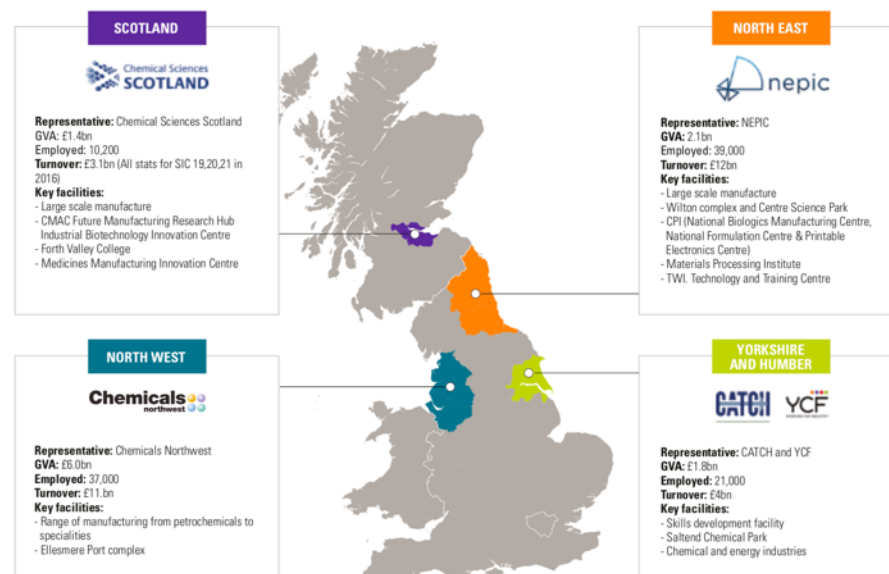 SCOTLAND
Chemical Sciences
SCOTLAND
Representative: Chemical Sciences Scotland
GVA: £1.4bn
Employed: 10,200
Turnover: £3.1bn (All stats for SIC 19,20,21 in
2016)
Key facilities:
- Large scale manufacture
- CMAC Future Manufacturing Research Hub
Industrial Biotechnology Innovation Centre
- Forth Valley College
- Medicines Manufacturing Innovation Centre
NORTH EAST
nepic
Representative: NEPIC
GVA: 2.1bn
Employed: 39,000
Turnover: £12bn
Key facilities:
- Large scale manufacture
- Wilton complex and Centre Science Park
- CPI (National Biologics Manufacturing Centre,
National Formulation Centre & Printable
Electronics Centre)
- Materials Processing Institute
- TWI. Technology and Training Centre
NORTH WEST
Chemicals
northwest
Representative: Chemicals Northwest
GVA: £6.0bn
Employed: 37,000
Turnover: £11.bn
Key facilities:
- Range of manufacturing from petrochemicals to
specialities
- Ellesmere Port complex
YORKSHIRE
AND HUMBER
CATCH
YCF
Representative: CATCH and YCF
GVA: £1.8bn
Employed: 21,000
Turnover: £4bn
Key facilities:
- Skills development facility
- Saltend Chemical Park
- Chemical and energy industries